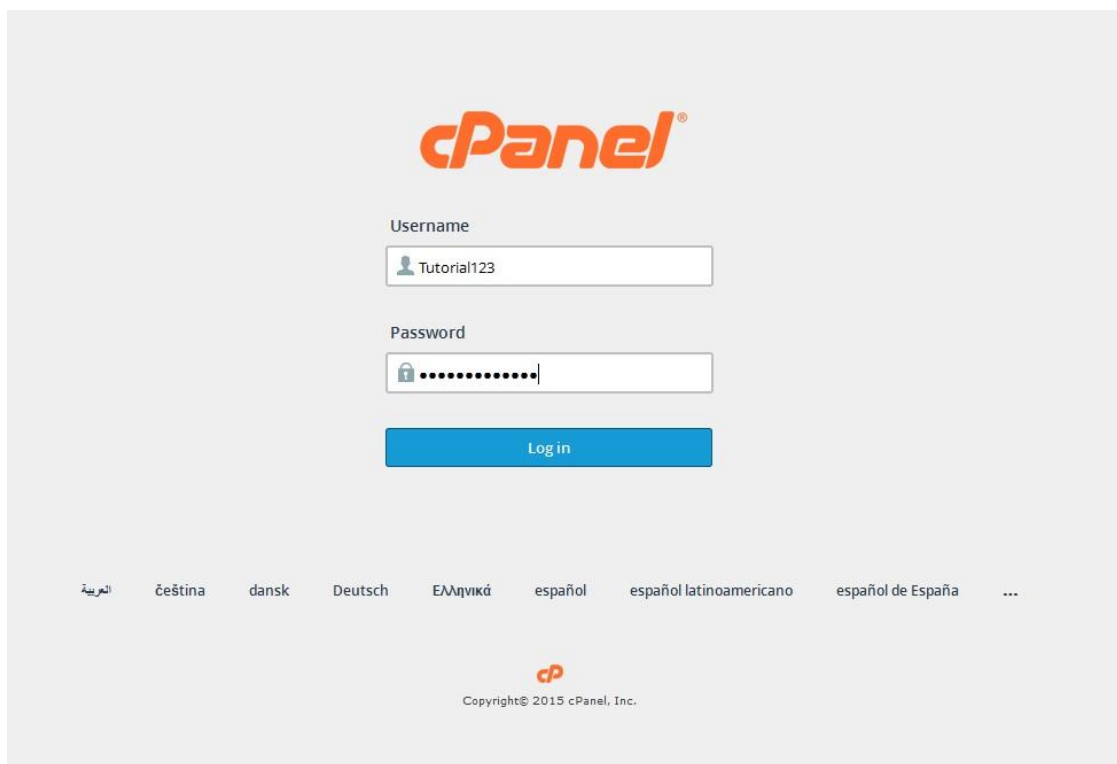 cPanel®
Username
Tutorial123
Password
•••••••••••••
Log in
العربية čeština dansk Deutsch Ελληνικά español español latinoamericano español de España ...
cP
Copyright© 2015 cPanel, Inc.